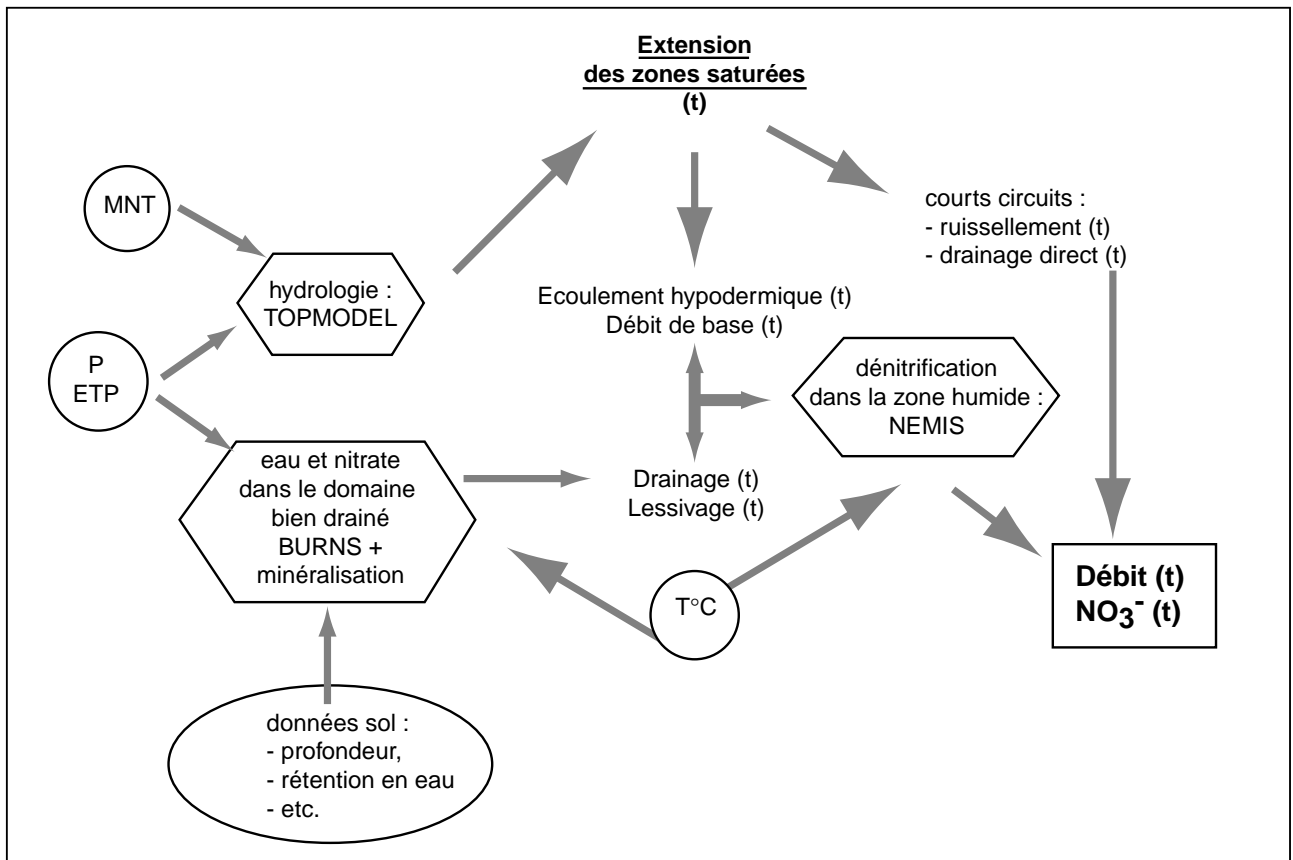 Extension
des zones saturées
(t)
MNT
courts circuits :
- ruissellement (t)
- drainage direct (t)
hydrologie :
TOPMODEL
Ecoulement hypodermique (t)
Débit de base (t)
P
ETP
dénitrification
dans la zone humide :
NEMIS
eau et nitrate
dans le domaine
bien drainé
BURNS +
minéralisation
Drainage (t)
Lessivage (t)
T°C
Débit (t)
NO3- (t)
données sol :
- profondeur,
- rétention en eau
- etc.